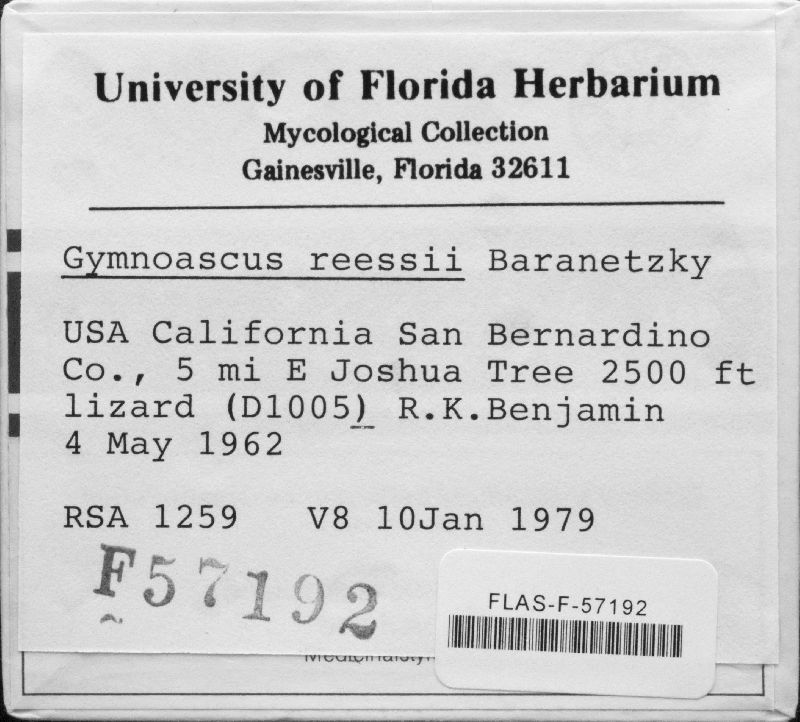 University of Florida Herbarium
Mycological Collection
Gainesville, Florida 32611
Gymnoascus reessii Baranetzky
USA California San Bernardino
Co., 5 mi E Joshua Tree 2500 ft
lizard (D1005) R.K.Benjamin
4 May 1962
RSA 1259 V8 10Jan 1979
F57192
FLAS-F-57192